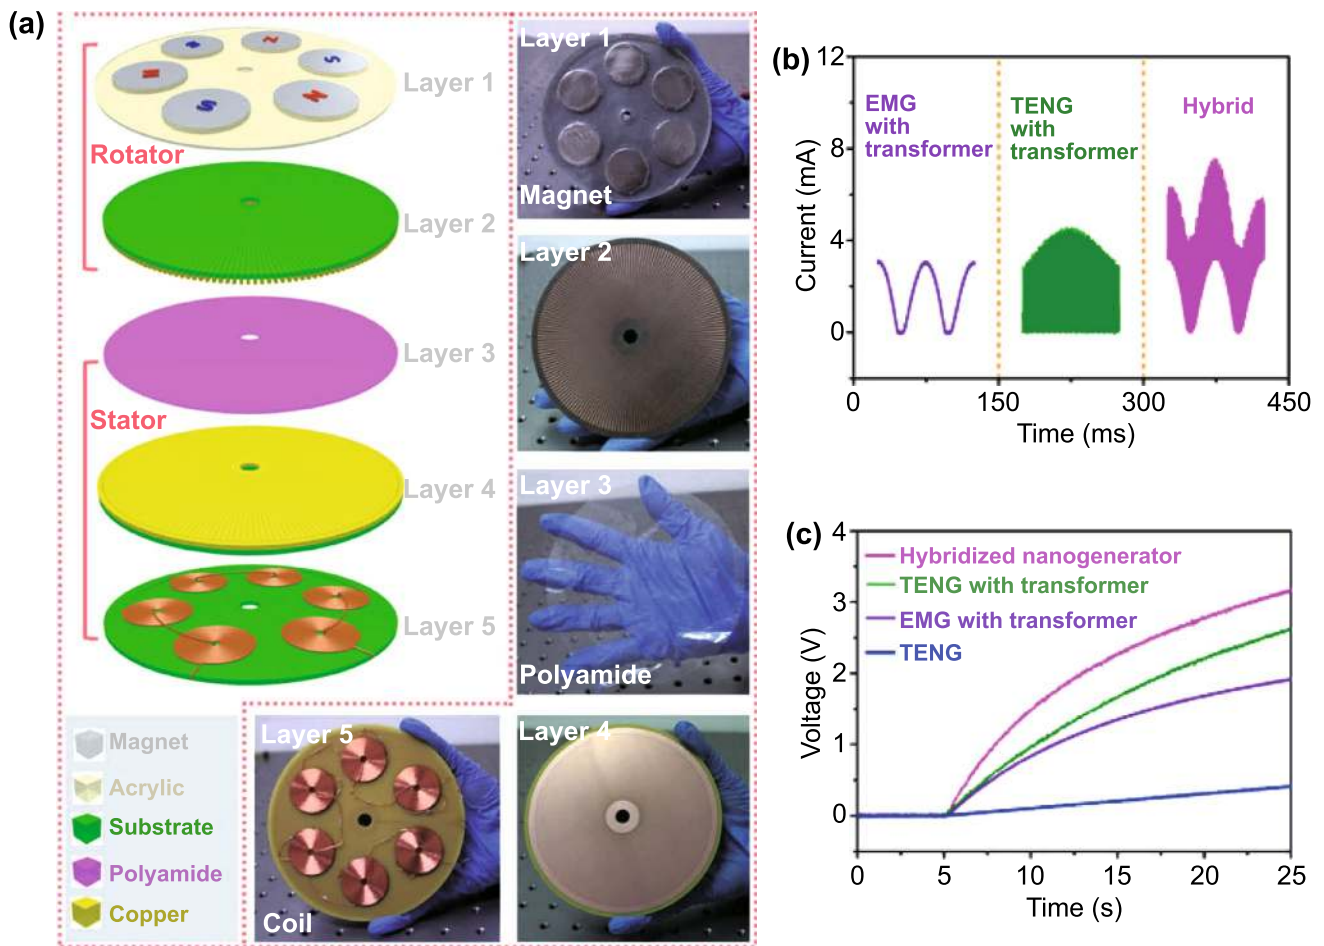 (a)
N
N
S
N
S
N
Layer 1
Rotator
Layer 2
Layer 3
Stator
Layer 4
Layer 5
Magnet
Acrylic
Substrate
Polyamide
Copper
Layer 1
Magnet
Layer 2
Layer 3
Polyamide
Layer 5
Coil
Layer 4
(b)
12
8
4
0
Current (mA)
EMG
with
transformer
TENG
with
transformer
Hybrid
0
150
300
450
Time (ms)
(c)
4
3
2
1
0
Voltage (V)
Hybridized nanogenerator
TENG with transformer
EMG with transformer
TENG
0
5
10
15
20
25
Time (s)